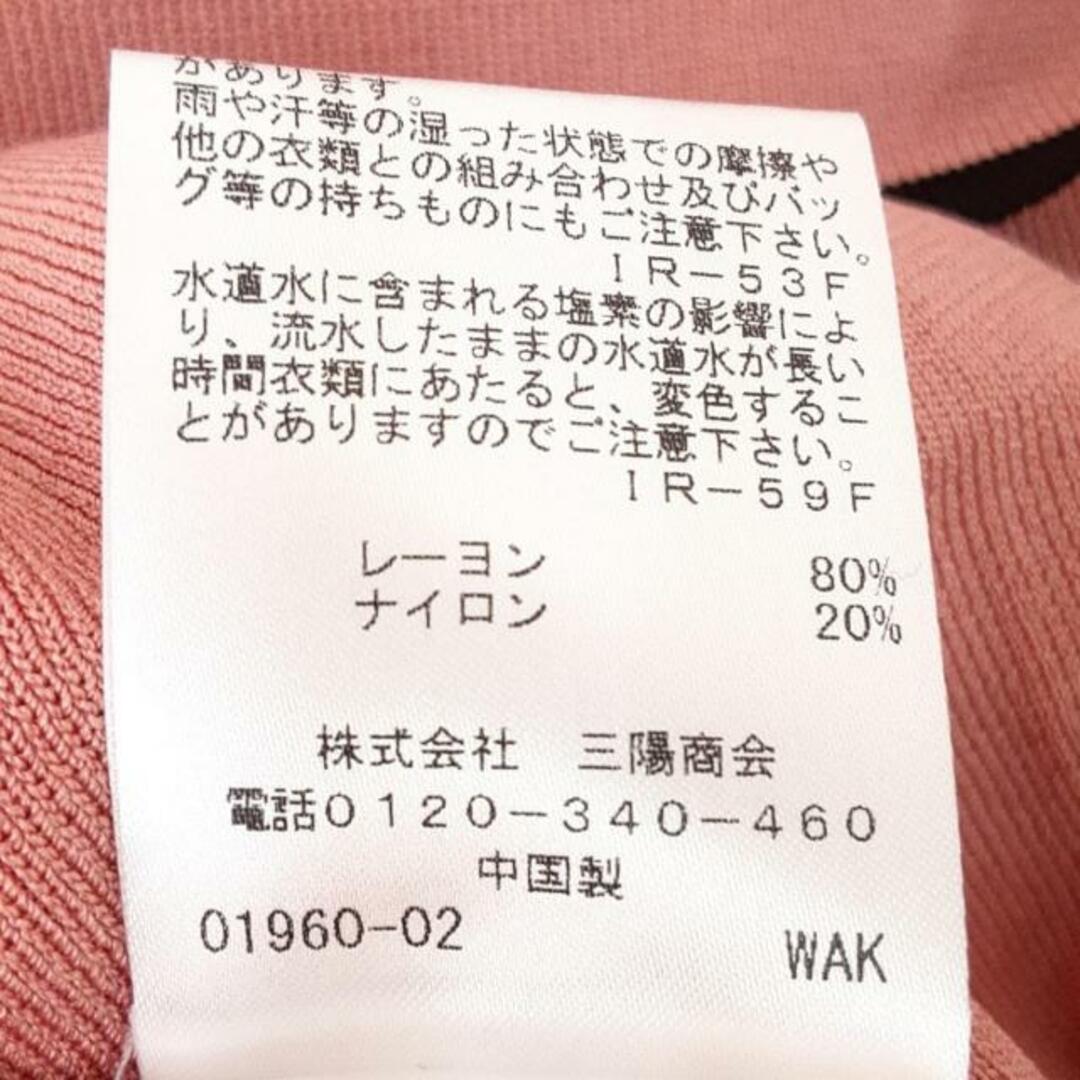 があります。
雨や汗等の湿った状態での摩擦や
他の衣類との組み合わせ及びバッ
グ等の持ちものにもご注意下さい。
IR-53F
水道水に含まれる塩素の影響によ
り、流水したままの水道水が長い
時間衣類にあたると、変色するこ
とがありますのでご注意下さい。
IR-59F
レーヨン 80%
ナイロン 20%
株式会社 三陽商会
電話0120-340-460
中国製
01960-02 WAK